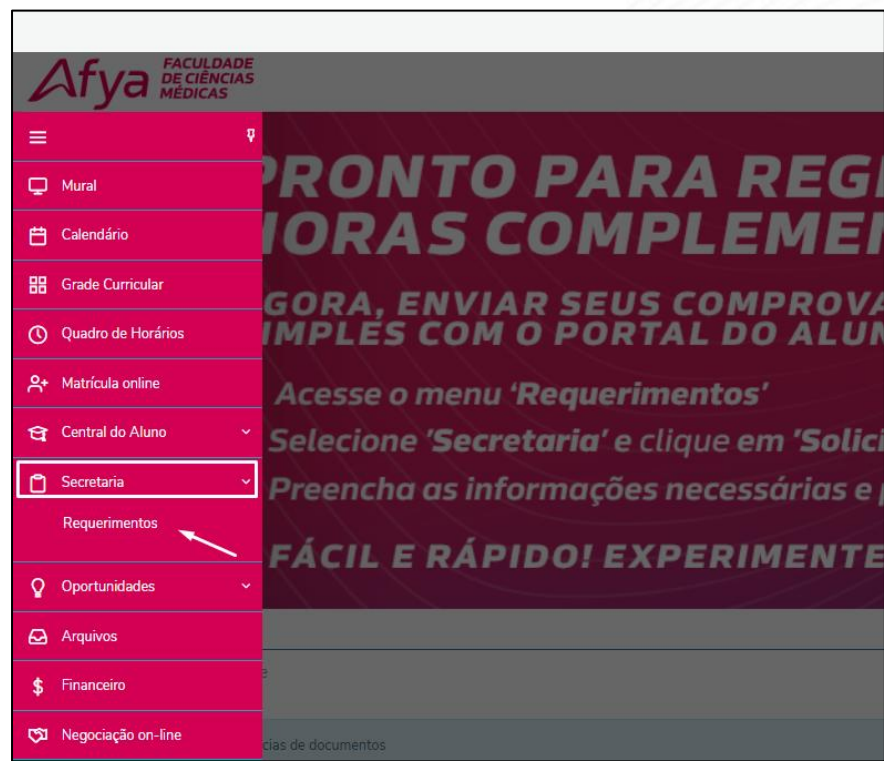 Afya FACULDADE
DE CIÊNCIAS
MÉDICAS
Mural
Calendário
Grade Curricular
Quadro de Horários
Matrícula online
Central do Aluno
Secretaria
Requerimentos
Oportunidades
Arquivos
Financeiro
Negociação on-line
PRONTO PARA REG
HORAS COMPLEME
GORA, ENVIAR SEUS COMPROVA
IMPLES COM O PORTAL DO ALUN
Acesse o menu 'Requerimentos'
Selecione 'Secretaria' e clique em 'Solici
Preencha as informações necessárias e
FÁCIL E RÁPIDO! EXPERIMENTE
cias de documentos